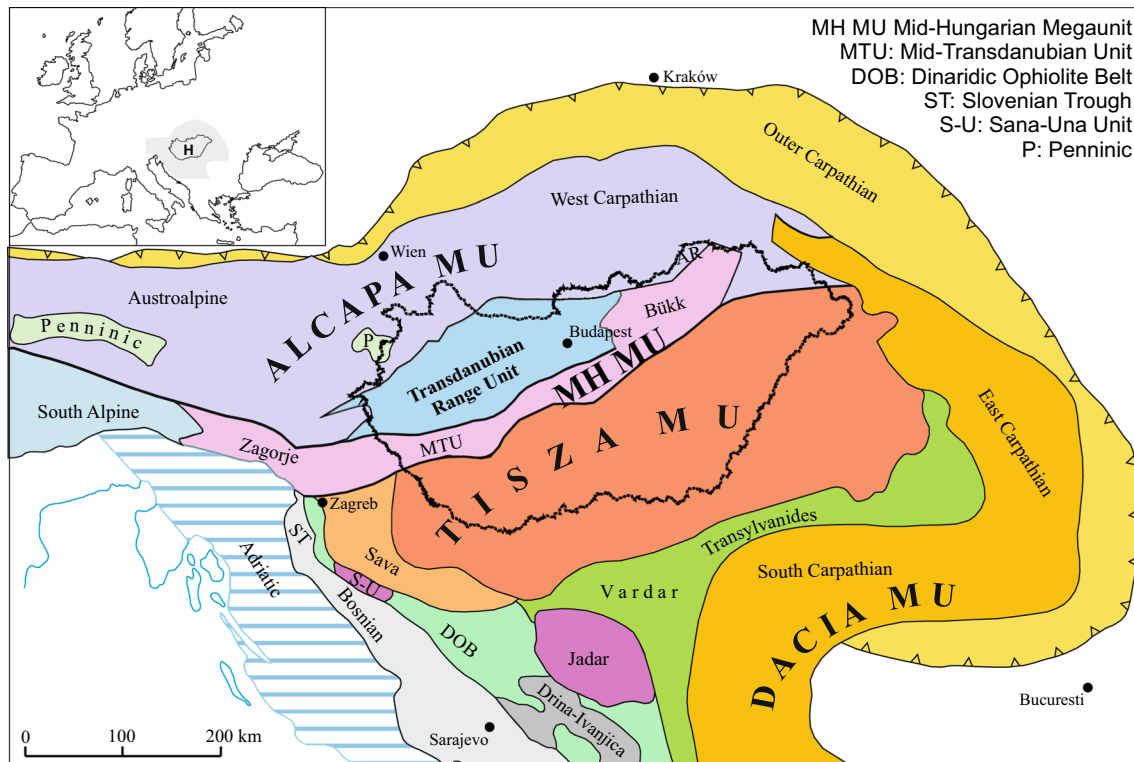 MH MU Mid-Hungarian Megaunit
MTU: Mid-Transdanubian Unit
DOB: Dinaridic Ophiolite Belt
ST: Slovenian Trough
S-U: Sana-Una Unit
P: Penninic
H
Kraków
Outer Carpathian
West Carpathian
Wien
AR
ALCAPA MU
Austroalpine
Penninic
P
Bükk
Budapest
Transdanubian
Range Unit
MH MU
South Alpine
Zagorje
MTU
TISZA MU
East Carpathian
Zagreb
ST
Sava
S-U
Adriatic
Bosnian
Transylvanides
Vardar
South Carpathian
DACIA MU
DOB
Jadar
Drina-Ivanjica
Sarajevo
Bucuresti
0 100 200 km